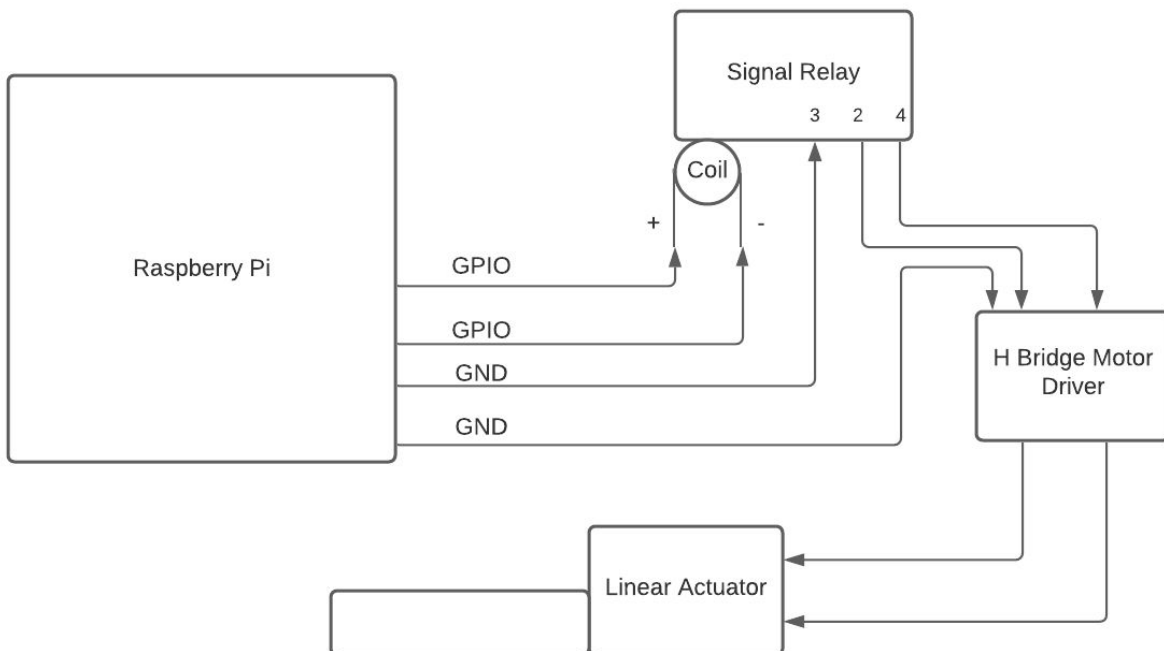 Signal Relay
3 2 4
Coil
+ -
Raspberry Pi
GPIO
GPIO
GND
GND
H Bridge Motor
Driver
Linear Actuator